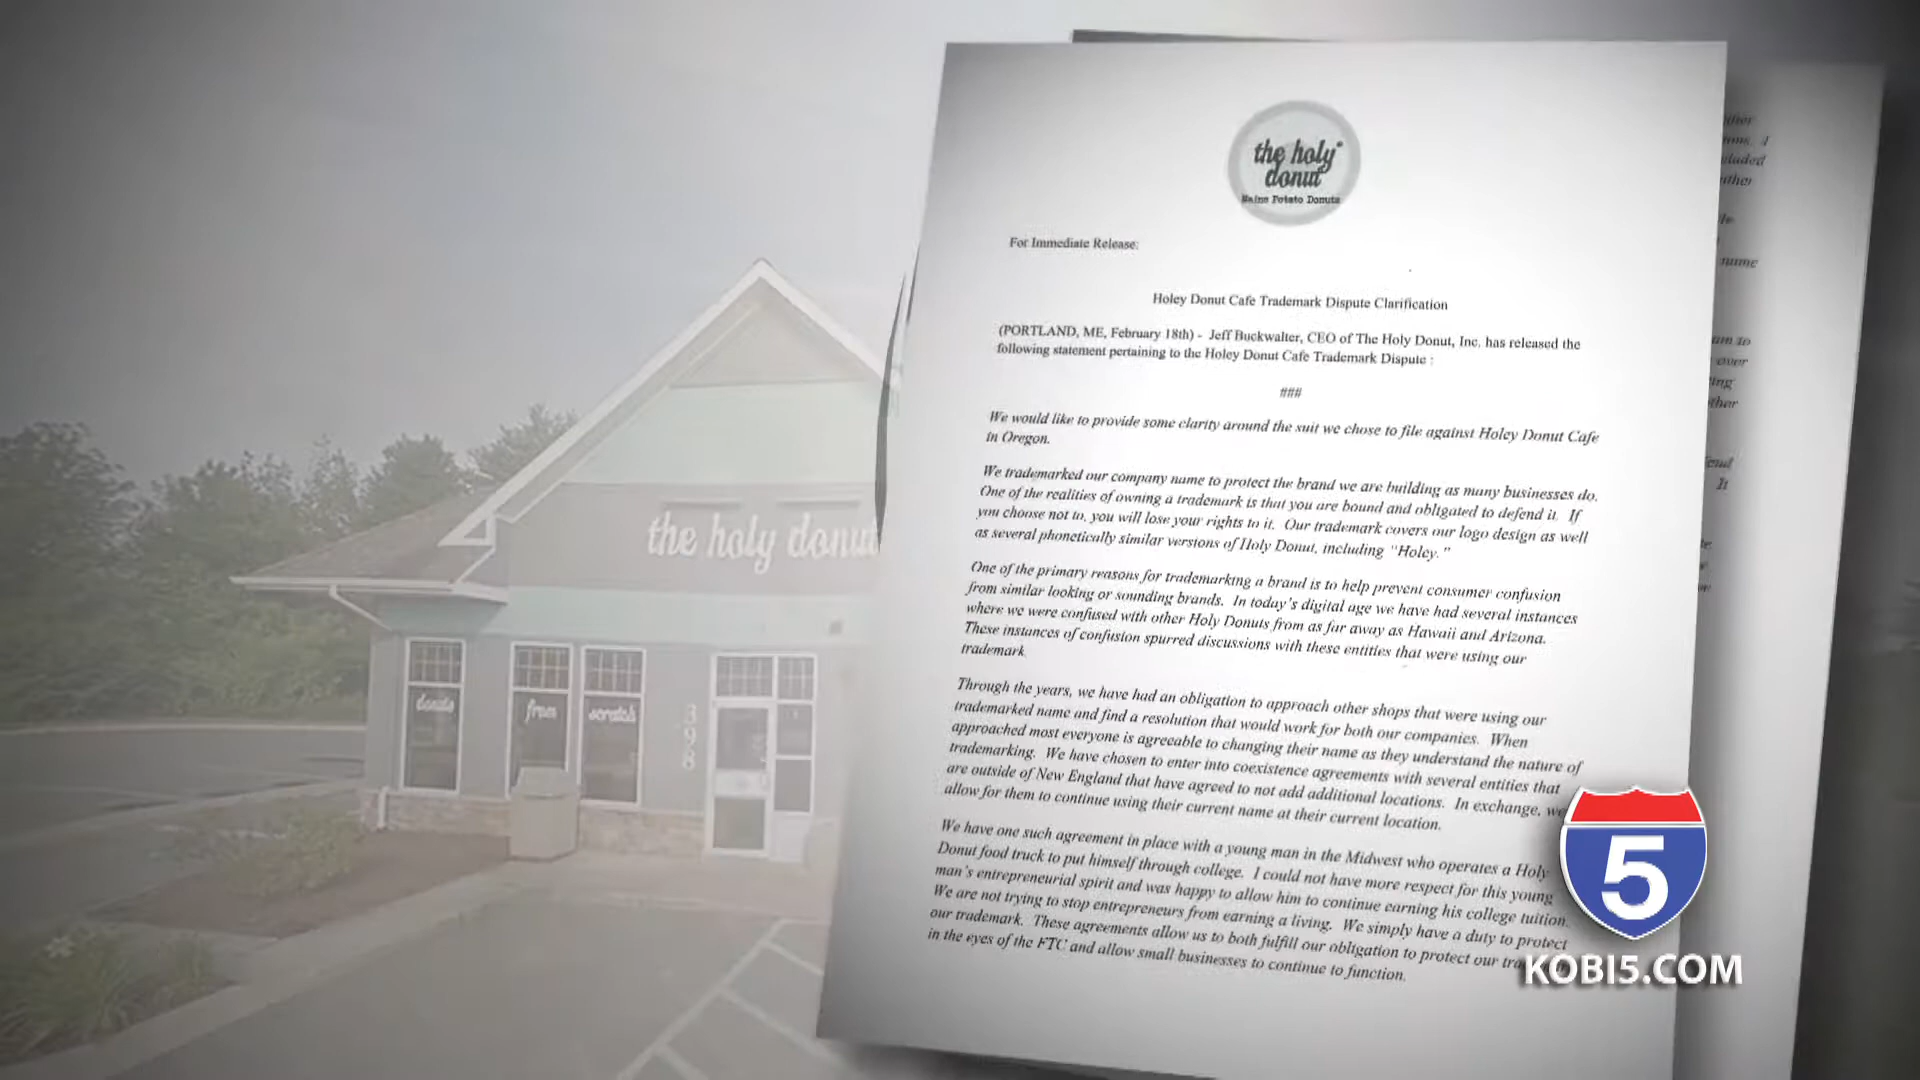 the holy donut
donuts
from
scratch
398
the holy®
donut
Maine Potato Donuts
For Immediate Release:
Holey Donut Cafe Trademark Dispute Clarification
(PORTLAND, ME, February 18th) - Jeff Buckwalter, CEO of The Holy Donut, Inc. has released the
following statement pertaining to the Holey Donut Cafe Trademark Dispute :
###
We would like to provide some clarity around the suit we chose to file against Holey Donut Cafe
in Oregon.
We trademarked our company name to protect the brand we are building as many businesses do.
One of the realities of owning a trademark is that you are bound and obligated to defend it. If
you choose not to, you will lose your rights to it. Our trademark covers our logo design as well
as several phonetically similar versions of Holy Donut, including "Holey."
One of the primary reasons for trademarking a brand is to help prevent consumer confusion
from similar looking or sounding brands. In today's digital age we have had several instances
where we were confused with other Holy Donuts from as far away as Hawaii and Arizona.
These instances of confusion spurred discussions with these entities that were using our
trademark.
Through the years, we have had an obligation to approach other shops that were using our
trademarked name and find a resolution that would work for both our companies. When
approached most everyone is agreeable to changing their name as they understand the nature of
trademarking. We have chosen to enter into coexistence agreements with several entities that
are outside of New England that have agreed to not add additional locations. In exchange, we
allow for them to continue using their current name at their current location.
We have one such agreement in place with a young man in the Midwest who operates a Holy
Donut food truck to put himself through college. I could not have more respect for this young
man's entrepreneurial spirit and was happy to allow him to continue earning his college tuition.
We are not trying to stop entrepreneurs from earning a living. We simply have a duty to protect
our trademark. These agreements allow us to both fulfill our obligation to protect our
in the eyes of the FTC and allow small businesses to continue to function.
name
It
5
KOBI5.COM